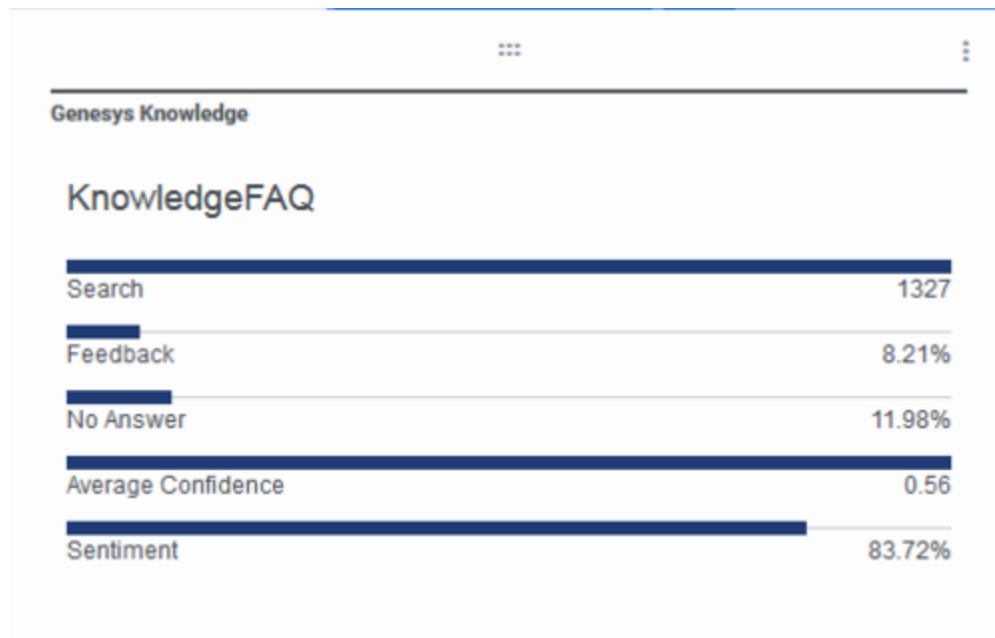 Genesys Knowledge
KnowledgeFAQ
Search 1327
Feedback 8.21%
No Answer 11.98%
Average Confidence 0.56
Sentiment 83.72%